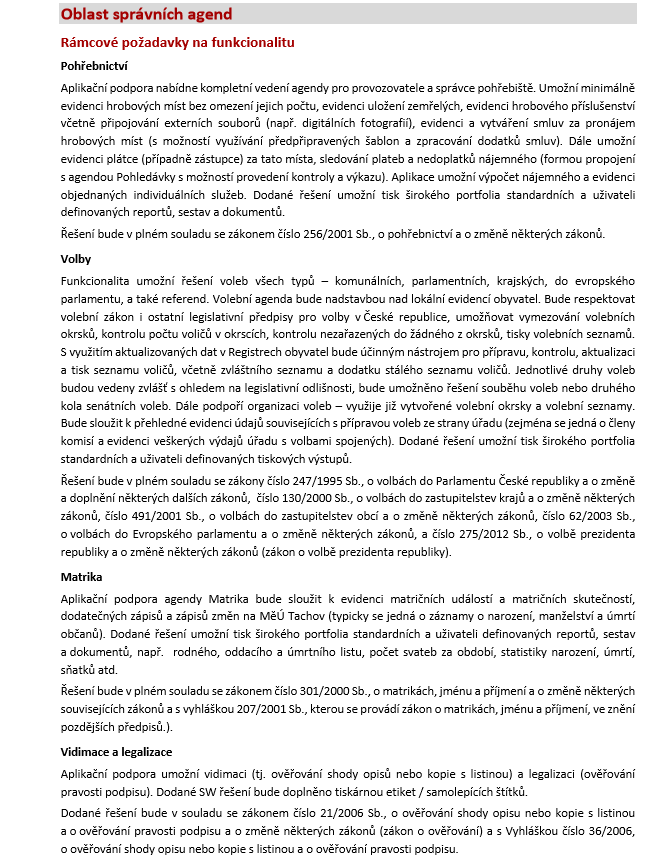 Oblast správních agend
Rámcové požadavky na funkcionalitu
Pohřebnictví
Aplikační podpora nabídne kompletní vedení agendy pro provozovatele a správce pohřebiště. Umožní minimálně
evidenci hrobových míst bez omezení jejich počtu, evidenci uložení zemřelých, evidenci hrobového příslušenství
včetně připojování externích souborů (např. digitálních fotografií), evidenci a vytváření smluv za pronájem
hrobových míst (s možností využívání předpřipravených šablon a zpracování dodatků smluv). Dále umožní
evidenci plátce (případně zástupce) za tato místa, sledování plateb a nedoplatků nájemného (formou propojení
s agendou Pohledávky s možností provedení kontroly a výkazu). Aplikace umožní výpočet nájemného a evidenci
objednaných individuálních služeb. Dodané řešení umožní tisk širokého portfolia standardních a uživateli
definovaných reportů, sestav a dokumentů.
Řešení bude v plném souladu se zákonem číslo 256/2001 Sb., o pohřebnictví a o změně některých zákonů.
Volby
Funkcionalita umožní řešení voleb všech typů – komunálních, parlamentních, krajských, do evropského
parlamentu, a také referend. Volební agenda bude nadstavbou nad lokální evidencí obyvatel. Bude respektovat
volební zákon i ostatní legislativní předpisy pro volby v České republice, umožňovat vymezování volebních
okrsků, kontrolu počtu voličů v okrscích, kontrolu nezařazených do žádného z okrsků, tisky volebních seznamů.
S využitím aktualizovaných dat v Registrech obyvatel bude účinným nástrojem pro přípravu, kontrolu, aktualizaci
a tisk seznamu voličů, včetně zvláštního seznamu a dodatku stálého seznamu voličů. Jednotlivé druhy voleb
budou vedeny zvlášť s ohledem na legislativní odlišnosti, bude umožněno řešení souběhu voleb nebo druhého
kola senátních voleb. Dále podpoří organizaci voleb – využije již vytvořené volební okrsky a volební seznamy.
Bude sloužit k přehledné evidenci údajů souvisejících s přípravou voleb ze strany úřadu (zejména se jedná o členy
komisí a evidenci veškerých výdajů úřadu s volbami spojených). Dodané řešení umožní tisk širokého portfolia
standardních a uživateli definovaných tiskových výstupů.
Řešení bude v plném souladu se zákony číslo 247/1995 Sb., o volbách do Parlamentu České republiky a o změně
a doplnění některých dalších zákonů,  číslo 130/2000 Sb., o volbách do zastupitelstev krajů a o změně některých
zákonů, číslo 491/2001 Sb., o volbách do zastupitelstev obcí a o změně některých zákonů, číslo 62/2003 Sb.,
o volbách do Evropského parlamentu a o změně některých zákonů, a číslo 275/2012 Sb., o volbě prezidenta
republiky a o změně některých zákonů (zákon o volbě prezidenta republiky).
Matrika
Aplikační podpora agendy Matrika bude sloužit k evidenci matričních událostí a matričních skutečností,
dodatečných zápisů a zápisů změn na MěÚ Tachov (typicky se jedná o záznamy o narození, manželství a úmrtí
občanů). Dodané řešení umožní tisk širokého portfolia standardních a uživateli definovaných reportů, sestav
a dokumentů, např.  rodného, oddacího a úmrtního listu, počet svateb za období, statistiky narození, úmrtí,
sňatků atd.
Řešení bude v plném souladu se zákonem číslo 301/2000 Sb., o matrikách, jménu a příjmení a o změně některých
souvisejících zákonů a s vyhláškou 207/2001 Sb., kterou se provádí zákon o matrikách, jménu a příjmení, ve znění
pozdějších předpisů.).
Vidimace a legalizace
Aplikační podpora umožní vidimaci (tj. ověřování shody opisů nebo kopie s listinou) a legalizaci (ověřování
pravosti podpisu). Dodané SW řešení bude doplněno tiskárnou etiket / samolepících štítků.
Dodané řešení bude v souladu se zákonem číslo 21/2006 Sb., o ověřování shody opisu nebo kopie s listinou
a o ověřování pravosti podpisu a o změně některých zákonů (zákon o ověřování) a s Vyhláškou číslo 36/2006,
o ověřování shody opisu nebo kopie s listinou a o ověřování pravosti podpisu.